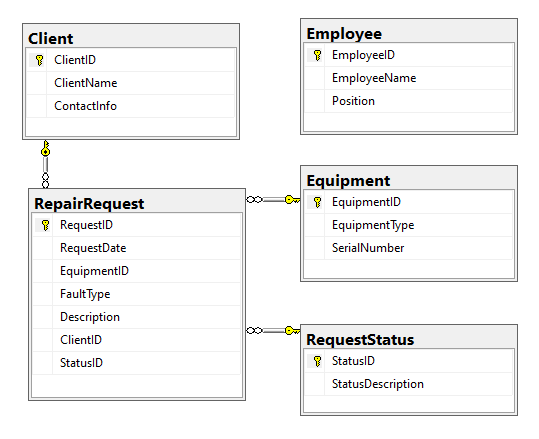 Client
ClientID
ClientName
ContactInfo
Employee
EmployeeID
EmployeeName
Position
RepairRequest
RequestID
RequestDate
EquipmentID
FaultType
Description
ClientID
StatusID
Equipment
EquipmentID
EquipmentType
SerialNumber
RequestStatus
StatusID
StatusDescription